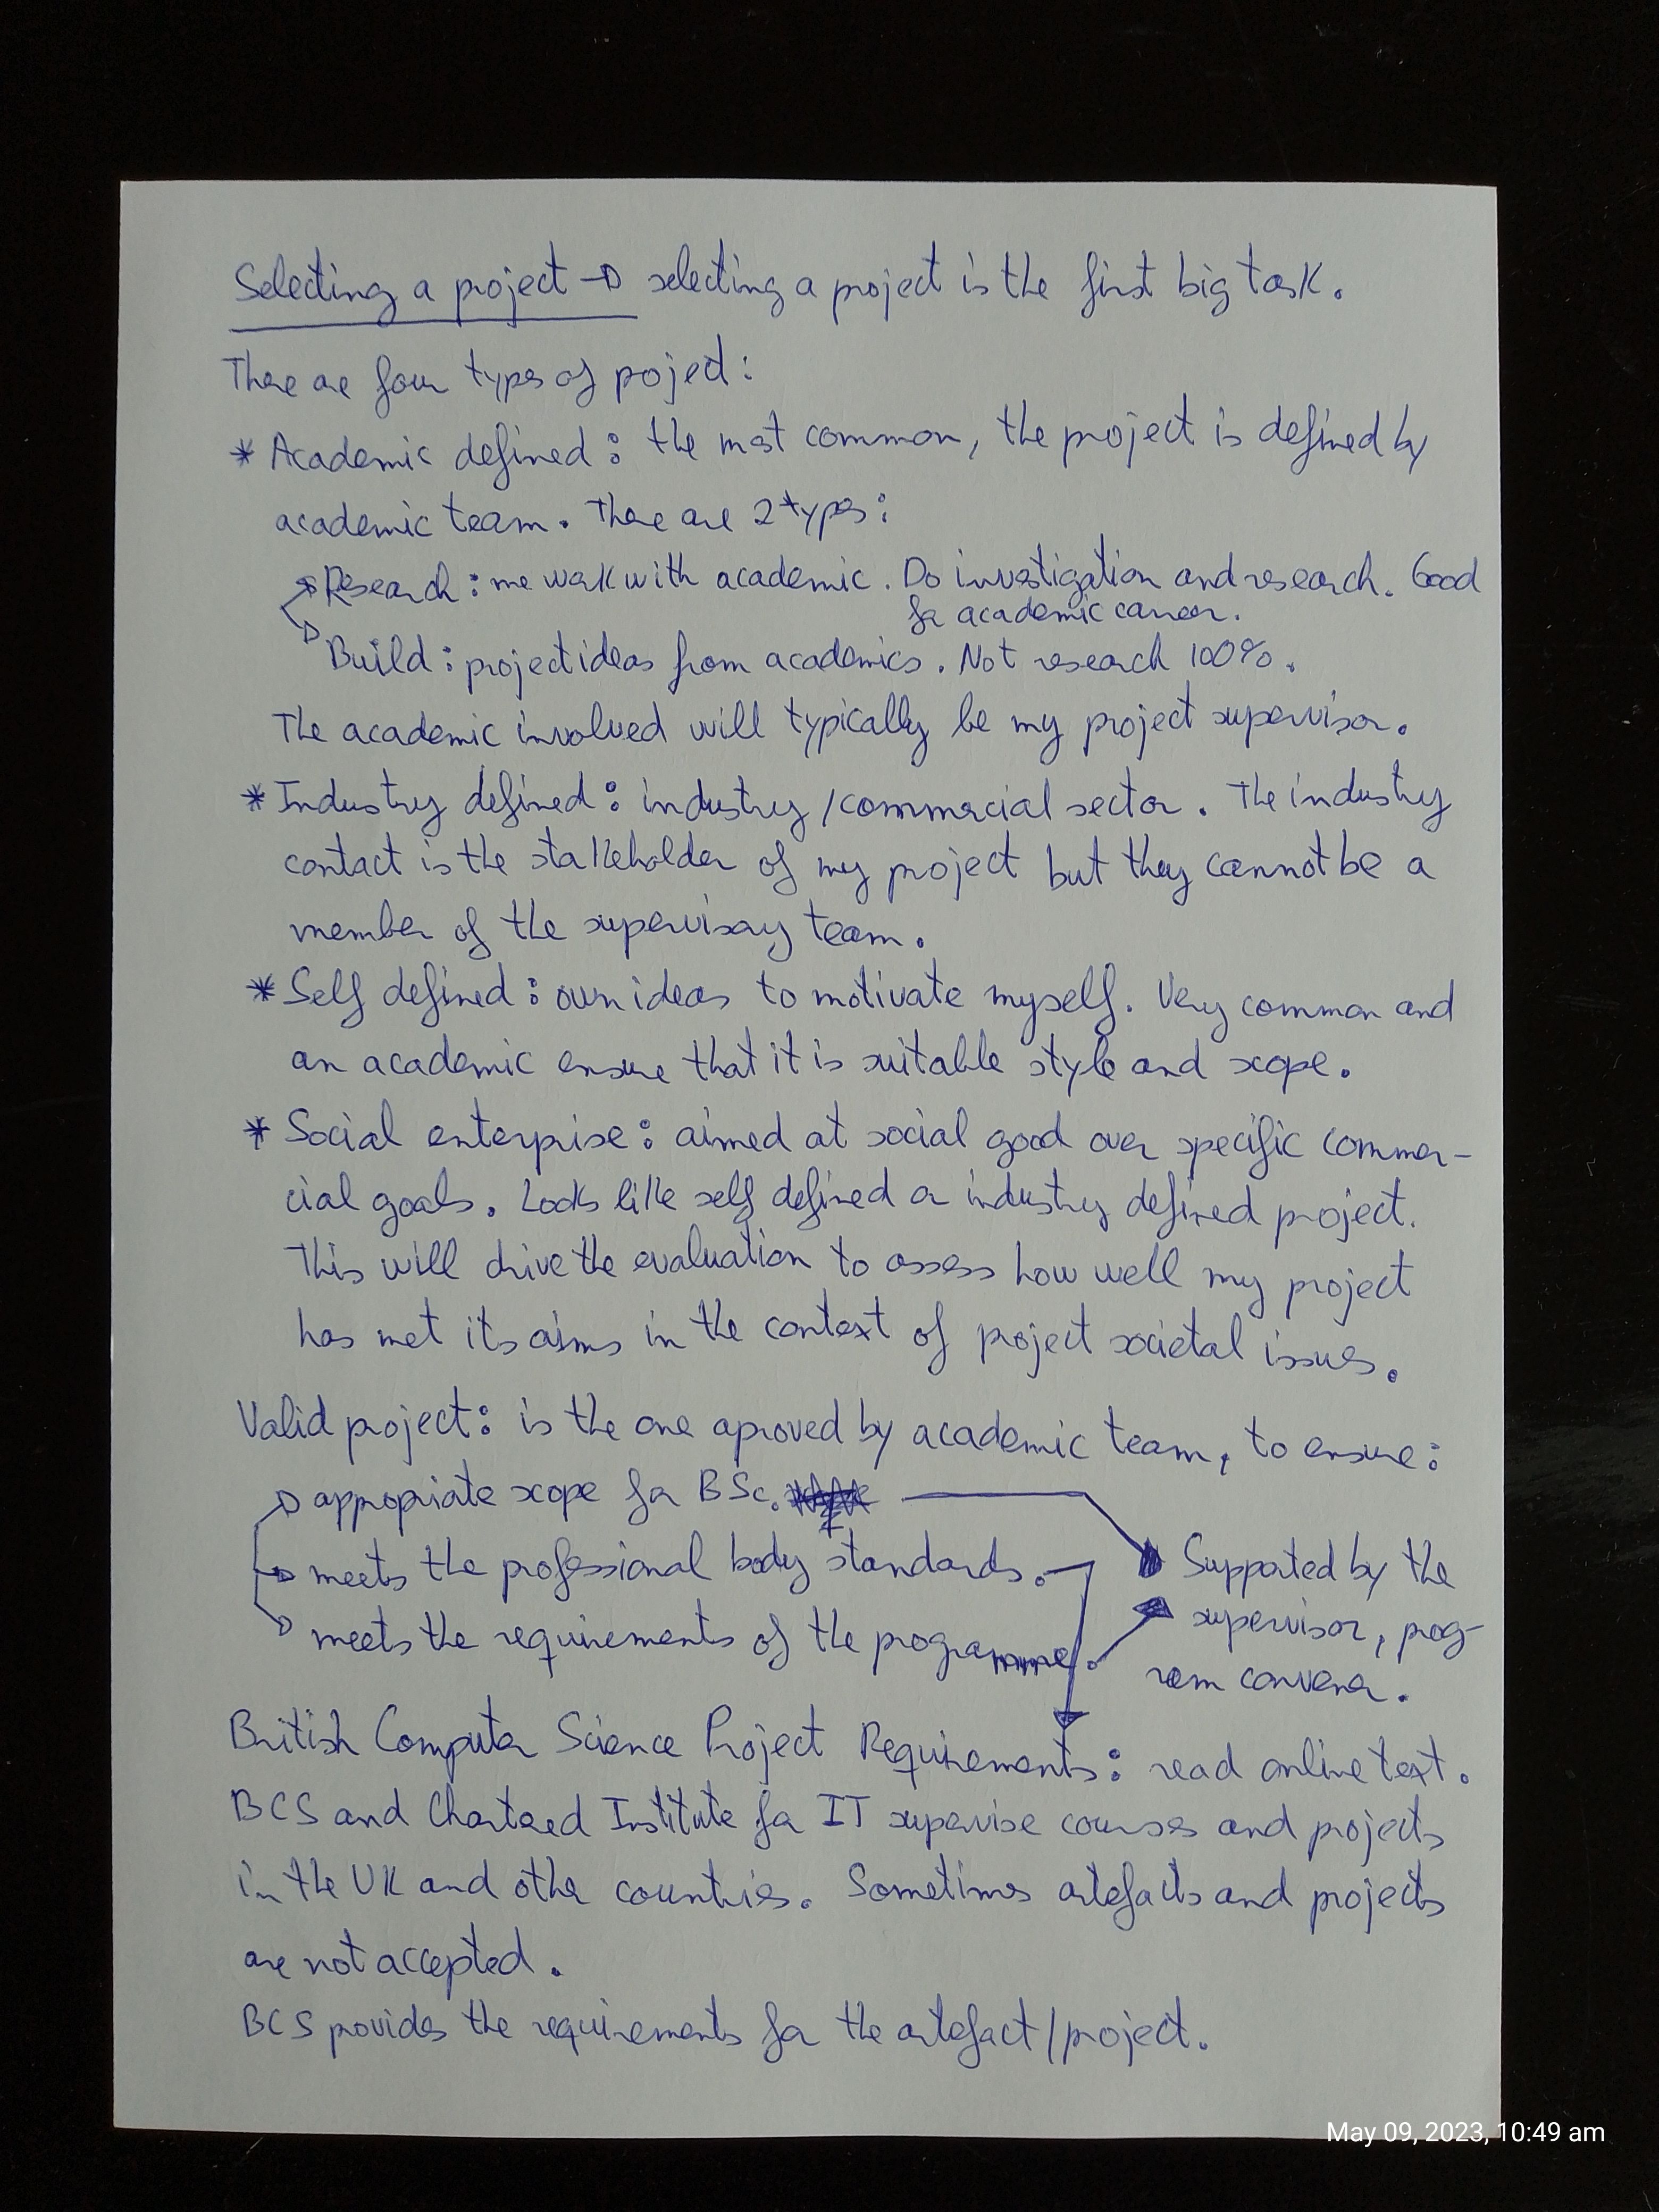 Selecting a project → selecting a project is the first big task.
There are four types of project:
* Academic defined: the most common, the project is defined by
academic team. There are 2 types:
→ Research: me work with academic. Do investigation and research. Good
for academic career.
→ Build: project ideas from academics. Not research 100%.
The academic involved will typically be my project supervisor.
* Industry defined: industry/commercial sector. The industry
contact is the stakeholder of my project but they cannot be a
member of the supervisory team.
* Self defined: own ideas to motivate myself. Very common and
an academic ensure that it is suitable style and scope.
* Social enterprise: aimed at social good over specific commer-
cial goals. Looks like self defined or industry defined project.
This will drive the evaluation to assess how well my project
has met its aims in the context of project societal issues.
Valid project: is the one aproved by academic team, to ensure:
→ appropriate scope for BSc.
→ meets the professional body standards.
→ meets the requirements of the programme.
Supported by the
supervisor, prog-
ram convener.
British Computer Science Project Requirements: read online text.
BCS and Chartered Institute for IT supervise courses and projects
in the UK and other countries. Sometimes artefacts and projects
are not accepted.
BCS provides the requirements for the artefact/project.
May 09, 2023, 10:49 am